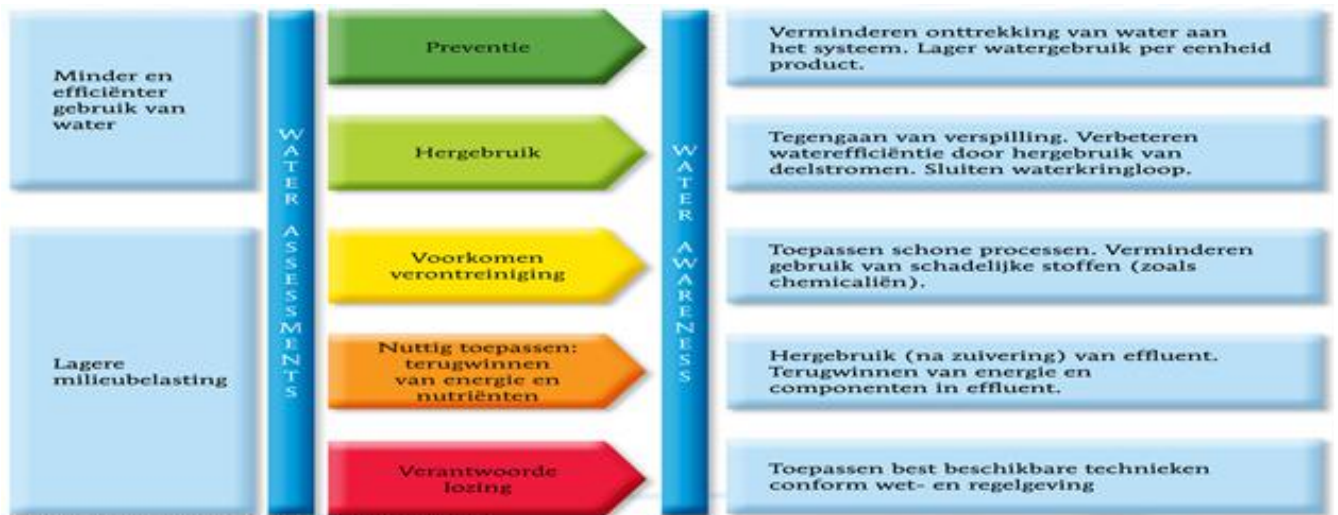 Minder en
efficiënter
gebruik van
water
Lagere
milieubelasting
WATER ASSESSMENTS
Preventie
Hergebruik
Voorkomen
verontreiniging
Nuttig toepassen:
terugwinnen
van energie en
nutriënten
Verantwoorde
lozing
WATER AWARENESS
Verminderen onttrekking van water aan
het systeem. Lager watergebruik per eenheid
product.
Tegengaan van verspilling. Verbeteren
waterefficiëntie door hergebruik van
deelstromen. Sluiten waterkringloop.
Toepassen schone processen. Verminderen
gebruik van schadelijke stoffen (zoals
chemicaliën).
Hergebruik (na zuivering) van effluent.
Terugwinnen van energie en
componenten in effluent.
Toepassen best beschikbare technieken
conform wet- en regelgeving